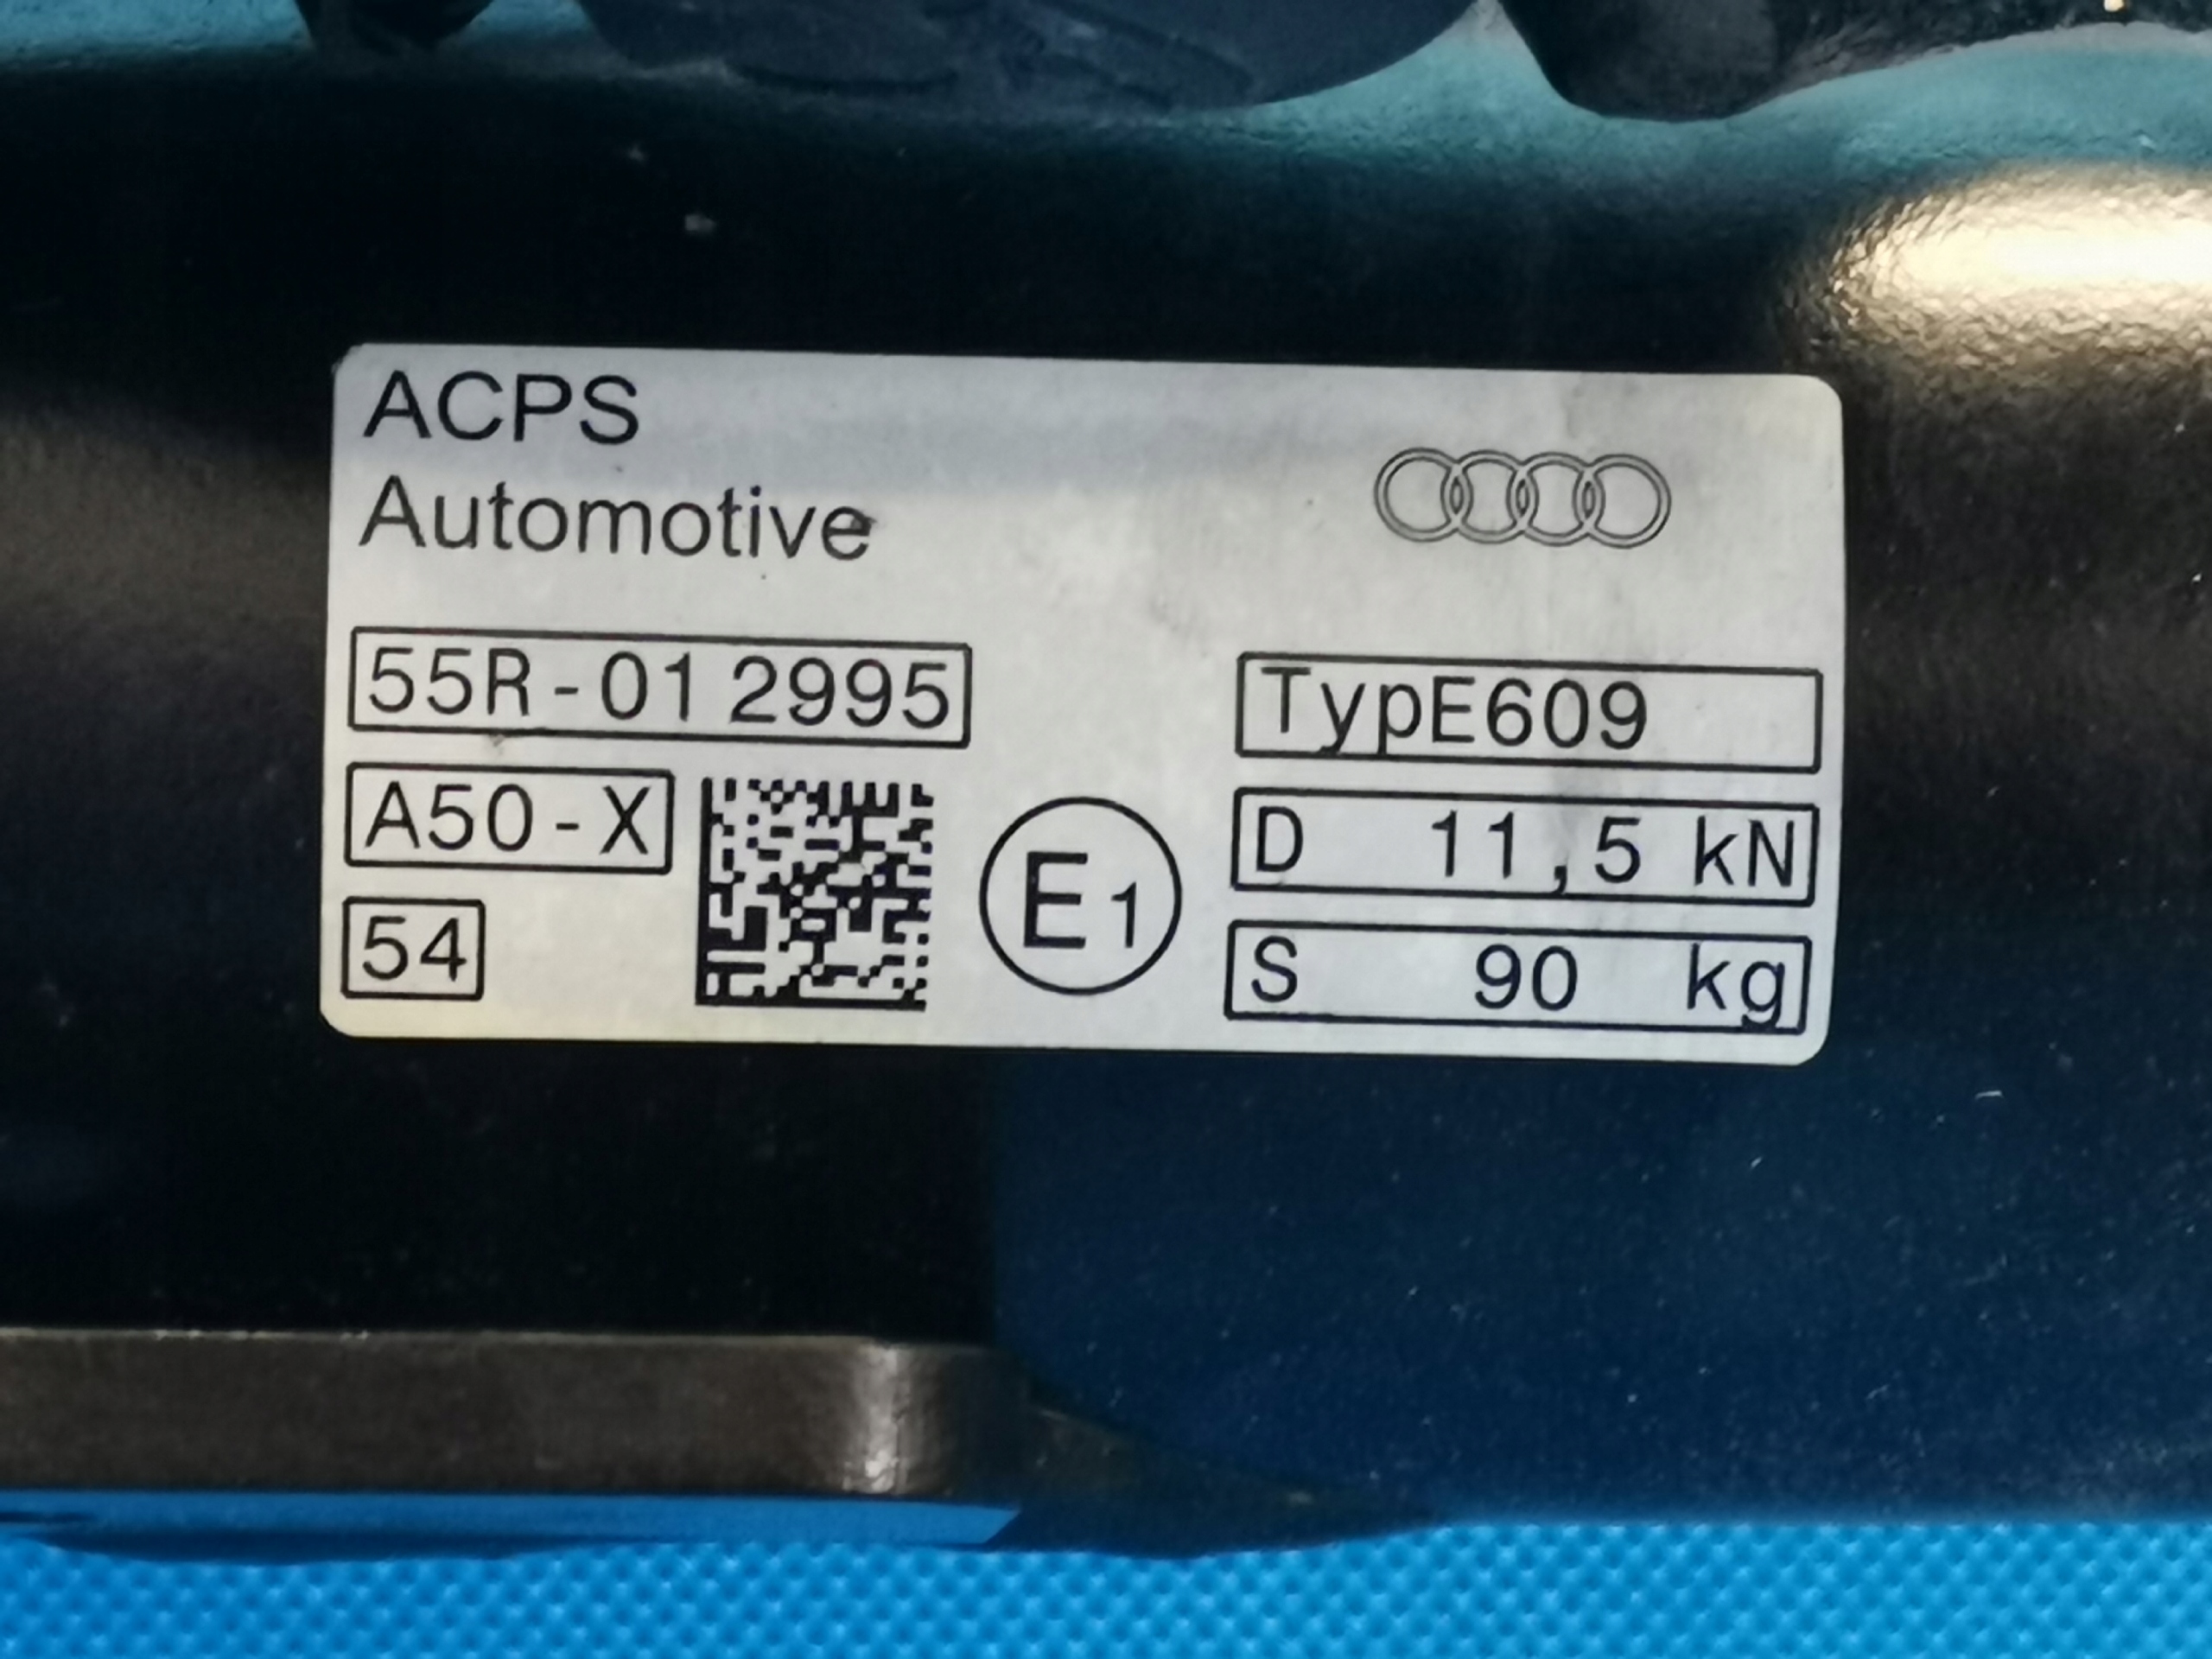 ACPS
Automotive
55R-01 2995
TypE609
A50-X
E1
D 11,5 kN
54
S 90 kg